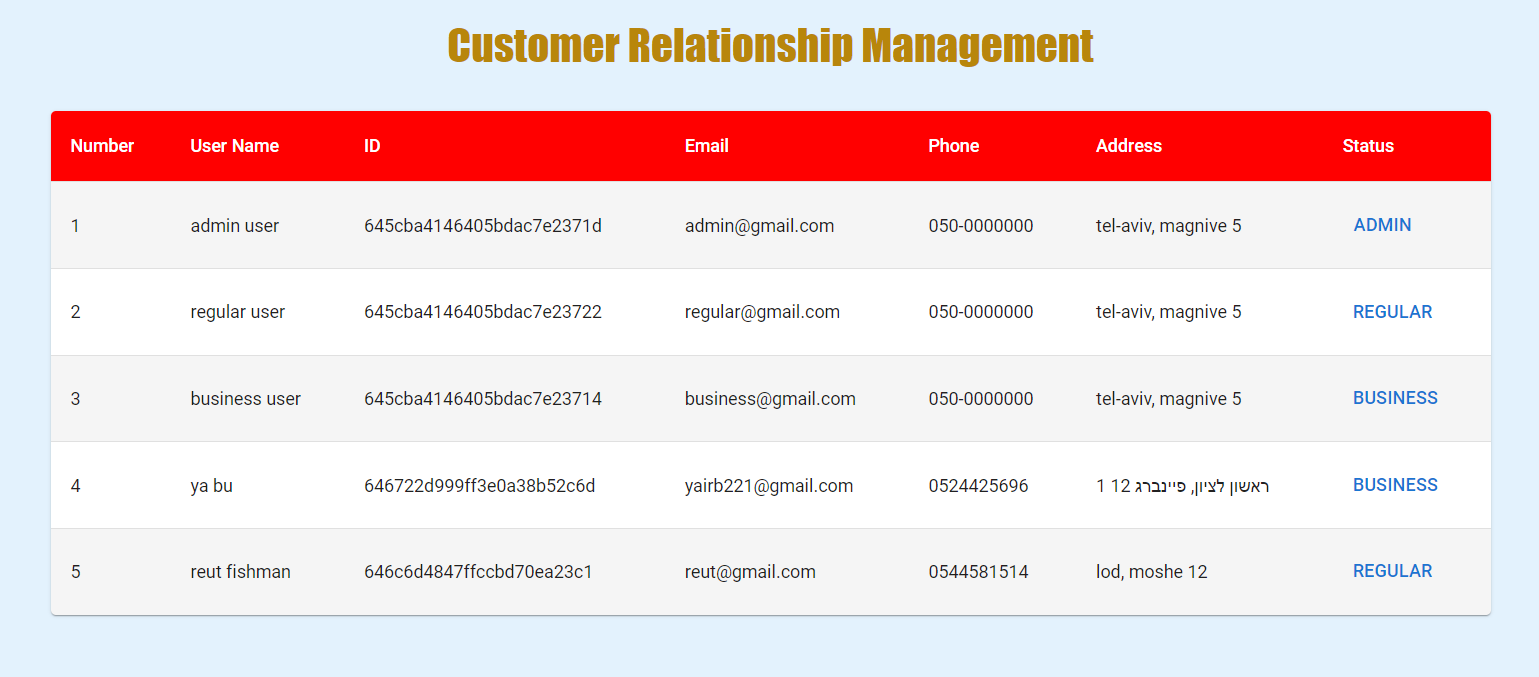 Customer Relationship Management
Number User Name ID Email Phone Address Status
1 admin user 645cba4146405bdac7e2371d admin@gmail.com 050-0000000 tel-aviv, magnive 5 ADMIN
2 regular user 645cba4146405bdac7e23722 regular@gmail.com 050-0000000 tel-aviv, magnive 5 REGULAR
3 business user 645cba4146405bdac7e23714 business@gmail.com 050-0000000 tel-aviv, magnive 5 BUSINESS
4 ya bu 646722d999ff3e0a38b52c6d yairb221@gmail.com 0524425696 ראשון לציון, פיינברג 12 1 BUSINESS
5 reut fishman 646c6d4847ffccbd70ea23c1 reut@gmail.com 0544581514 lod, moshe 12 REGULAR